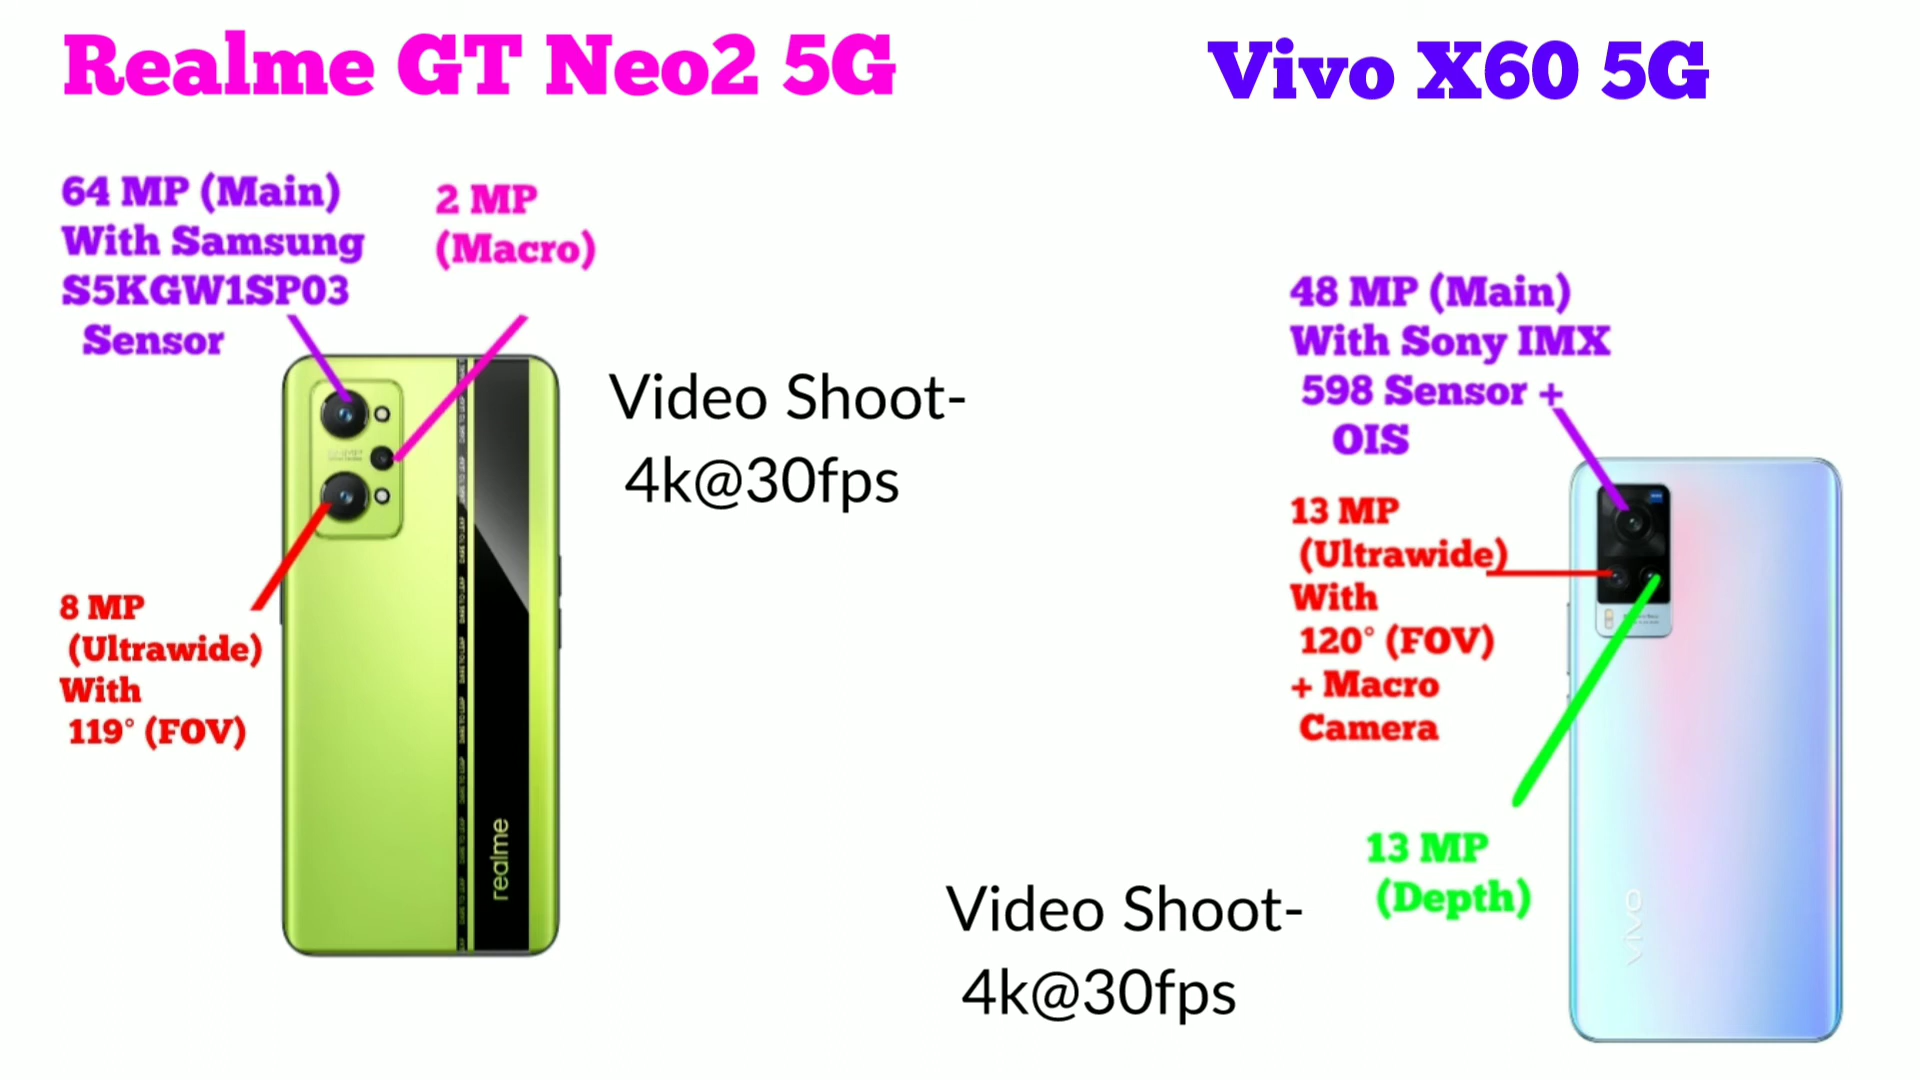 Realme GT Neo2 5G
Vivo X60 5G
64 MP (Main)
With Samsung
S5KGW1SP03
Sensor
2 MP
(Macro)
Video Shoot-
4k@30fps
8 MP
(Ultrawide)
With
119° (FOV)
realme
48 MP (Main)
With Sony IMX
598 Sensor +
OIS
13 MP
(Ultrawide)
With
120° (FOV)
+ Macro
Camera
13 MP
(Depth)
Video Shoot-
4k@30fps
vivo